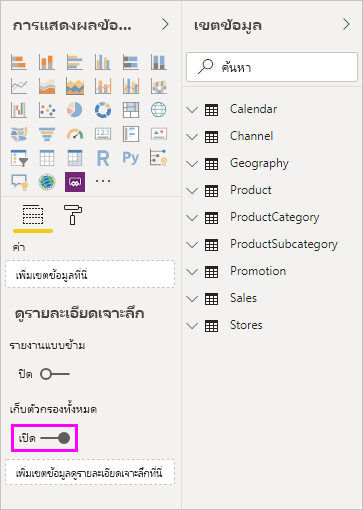 การแสดงผลข้อ...
R
Py
123
...
ค่า
เพิ่มเขตข้อมูลที่นี่
ดูรายละเอียดเจาะลึก
รายงานแบบข้าม
ปิด
เก็บตัวกรองทั้งหมด
เปิด
เพิ่มเขตข้อมูลดูรายละเอียดเจาะลึกที่นี่
เขตข้อมูล
ค้นหา
Calendar
Channel
Geography
Product
ProductCategory
ProductSubcategory
Promotion
Sales
Stores